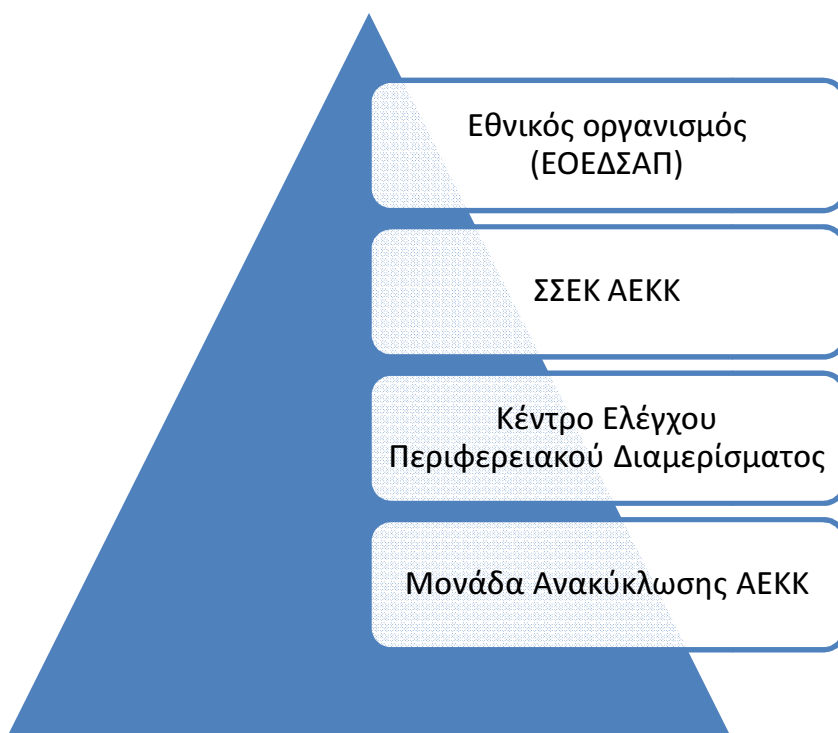 Εθνικός οργανισμός
(ΕΟΕΔΣΑΠ)
ΣΣΕΚ ΑΕΚΚ
Κέντρο Ελέγχου
Περιφερειακού Διαμερίσματος
Μονάδα Ανακύκλωσης ΑΕΚΚ